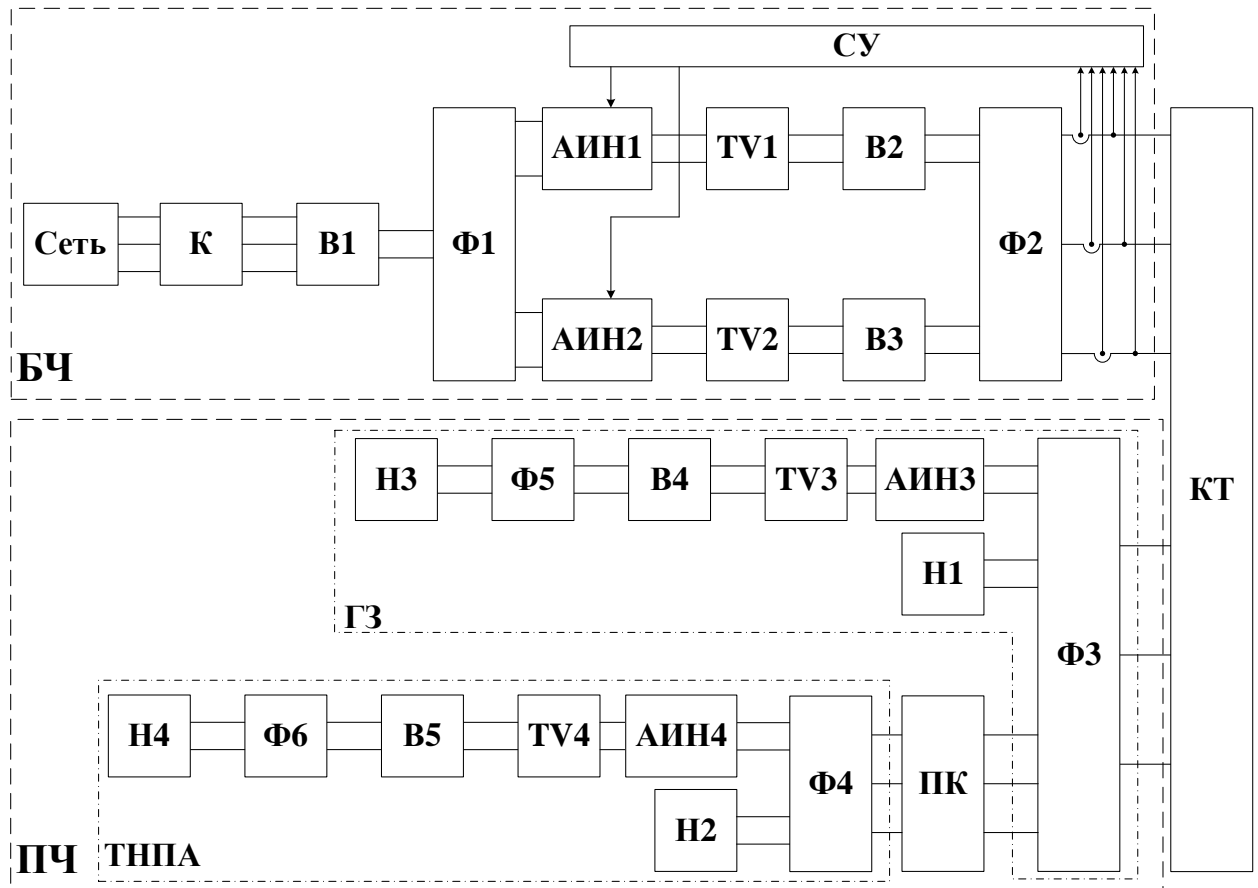 СУ
АИН1
TV1
В2
Сеть
К
В1
Ф1
Ф2
АИН2
TV2
В3
БЧ
Н3
Ф5
В4
TV3
АИН3
КТ
Н1
ГЗ
Ф3
Н4
Ф6
В5
TV4
АИН4
Ф4
ПК
Н2
ТНПА
ПЧ